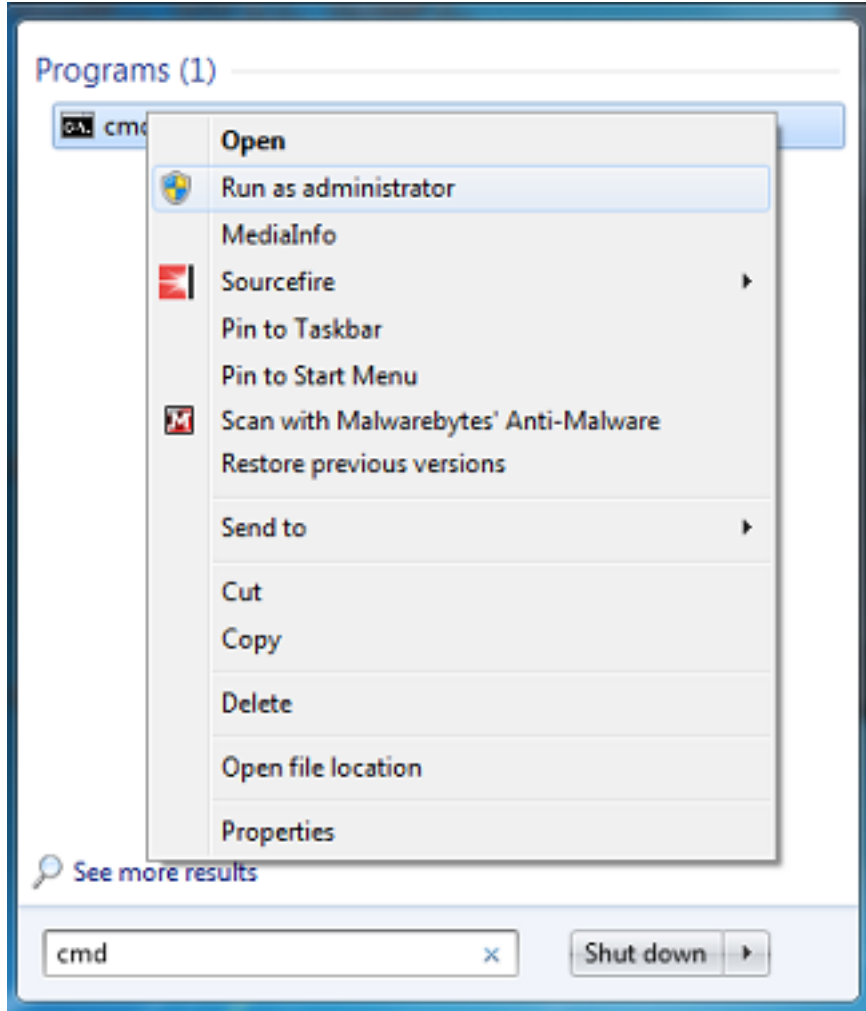 Programs (1)
cmd
Open
Run as administrator
MediaInfo
Sourcefire
Pin to Taskbar
Pin to Start Menu
Scan with Malwarebytes' Anti-Malware
Restore previous versions
Send to
Cut
Copy
Delete
Open file location
Properties
See more results
cmd
Shut down